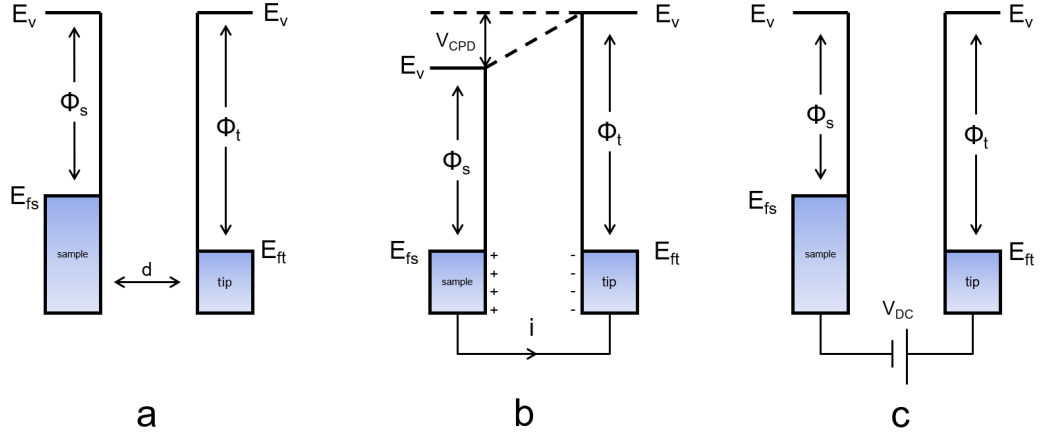 Ev
Ev
Φs
Φt
Efs
Eft
sample
d
tip
a
VCPD
Ev
Ev
Φs
Φt
Efs
Eft
sample
tip
+ -
+ -
+ -
+ -
i
b
Ev
Ev
Φs
Φt
Efs
Eft
sample
tip
VDC
c